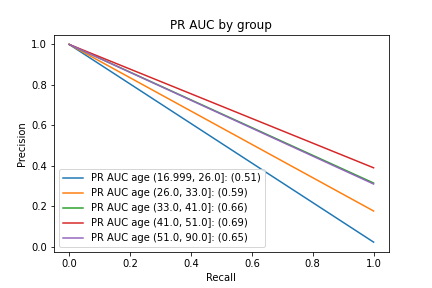 PR AUC by group
Precision
1.0
0.8
0.6
0.4
0.2
0.0
PR AUC age (16.999, 26.0]: (0.51)
PR AUC age (26.0, 33.0]: (0.59)
PR AUC age (33.0, 41.0]: (0.66)
PR AUC age (41.0, 51.0]: (0.69)
PR AUC age (51.0, 90.0]: (0.65)
0.0 0.2 0.4 0.6 0.8 1.0
Recall